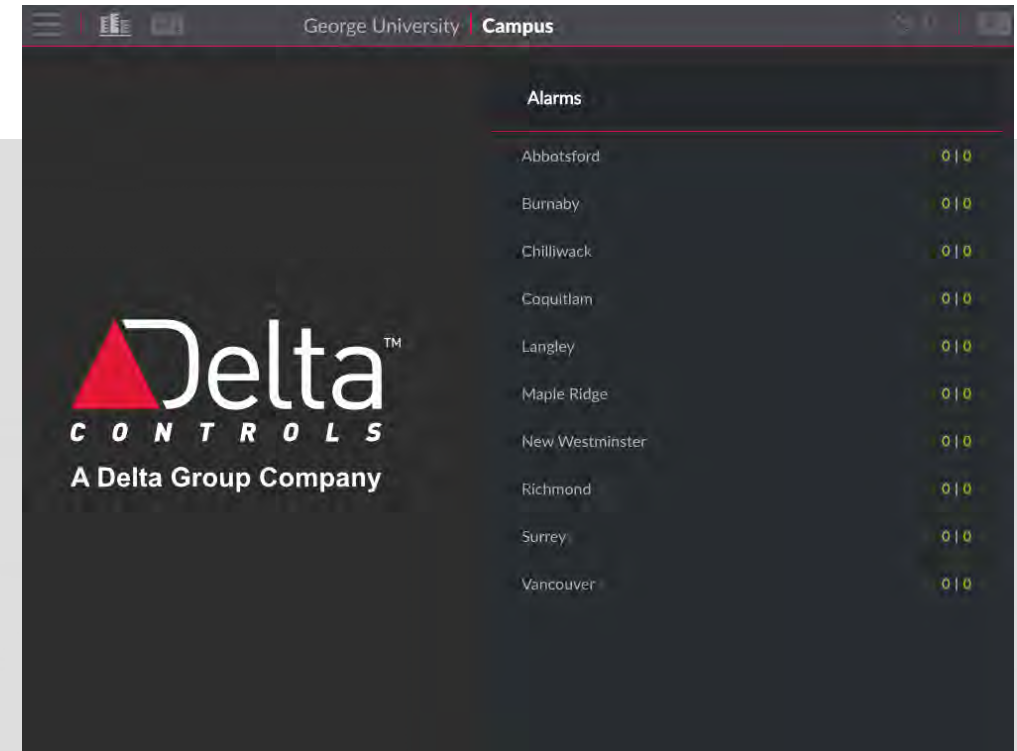 George University | Campus
Alarms
Abbotsford 0 | 0
Burnaby 0 | 0
Chilliwack 0 | 0
Coquitlam 0 | 0
Langley 0 | 0
Maple Ridge 0 | 0
New Westminster 0 | 0
Richmond 0 | 0
Surrey 0 | 0
Vancouver 0 | 0
Delta™
CONTROLS
A Delta Group Company